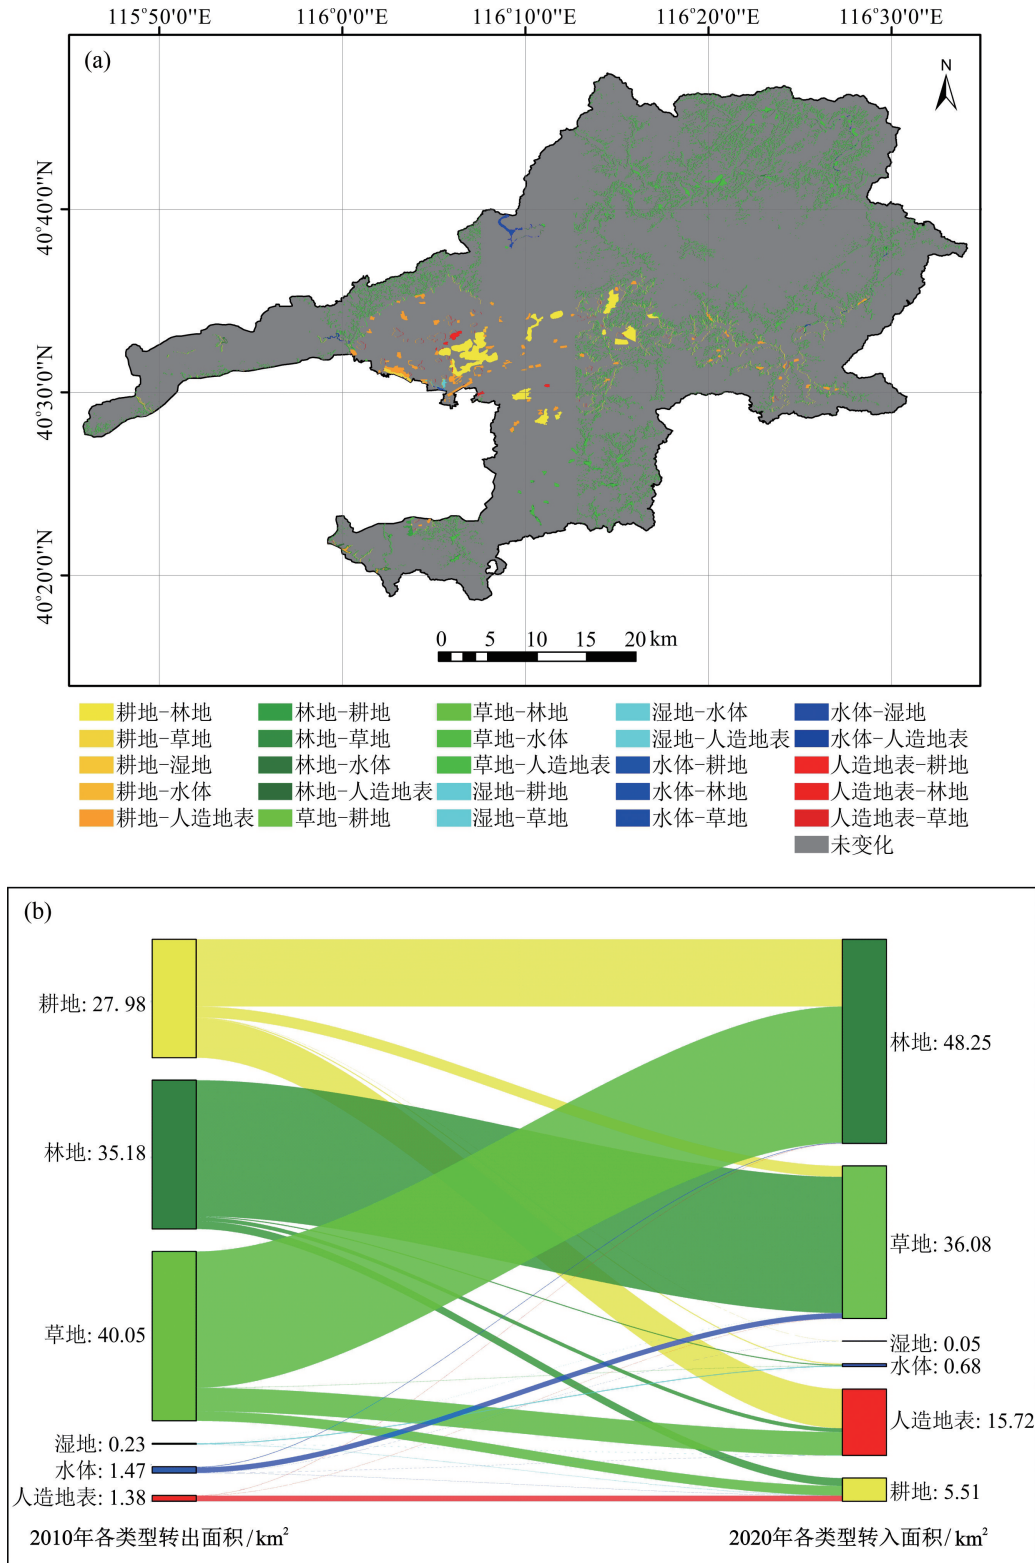 115°50′0″E 116°0′0″E 116°10′0″E 116°20′0″E 116°30′0″E
(a)
N
40°40′0″N
40°30′0″N
40°20′0″N
0 5 10 15 20 km
耕地-林地 林地-耕地 草地-林地 湿地-水体 水体-湿地
耕地-草地 林地-草地 草地-水体 湿地-人造地表 水体-人造地表
耕地-湿地 林地-水体 草地-人造地表 水体-耕地 人造地表-耕地
耕地-水体 林地-人造地表 湿地-耕地 水体-林地 人造地表-林地
耕地-人造地表 草地-耕地 湿地-草地 水体-草地 人造地表-草地
未变化
(b)
耕地: 27.98
林地: 48.25
林地: 35.18
草地: 36.08
草地: 40.05
湿地: 0.05
水体: 0.68
人造地表: 15.72
湿地: 0.23
水体: 1.47
耕地: 5.51
人造地表: 1.38
2010年各类型转出面积/km² 2020年各类型转入面积/km²